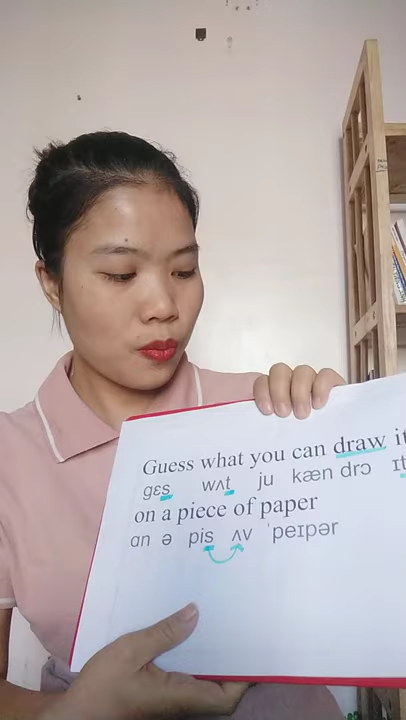 Guess what you can draw it
gɛs wʌt ju kæn drɔ ɪt
on a piece of paper
ɑn ə pis ʌv ˈpeɪpər